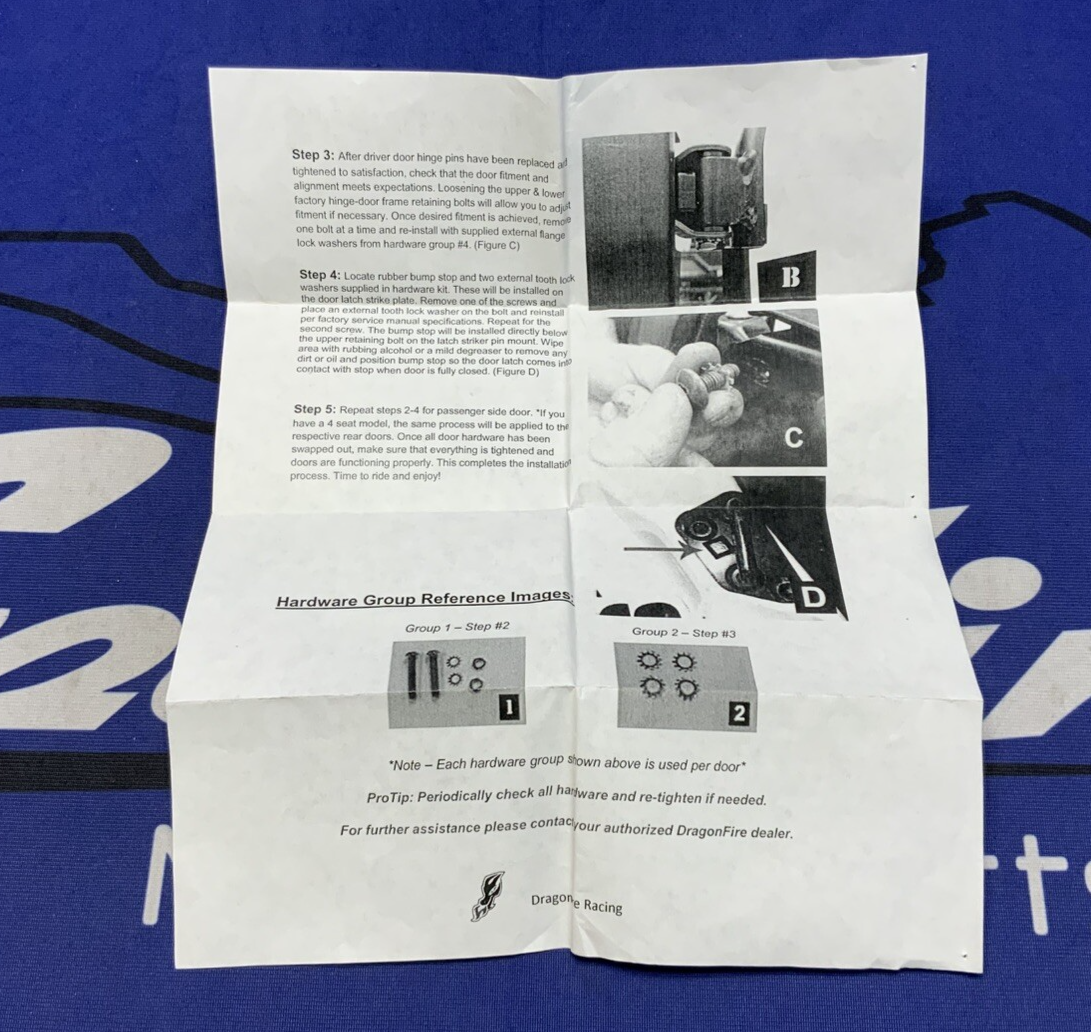 Step 3: After driver door hinge pins have been replaced ad
tightened to satisfaction, check that the door fitment and
alignment meets expectations. Loosening the upper & lower
factory hinge-door frame retaining bolts will allow you to adjust
fitment if necessary. Once desired fitment is achieved, remove
one bolt at a time and re-install with supplied external flange
lock washers from hardware group #4. (Figure C)
Step 4: Locate rubber bump stop and two external tooth lock
washers supplied in hardware kit. These will be installed on
the door latch strike plate. Remove one of the screws and
place an external tooth lock washer on the bolt and reinstall
per factory service manual specifications. Repeat for the
second screw. The bump stop will be installed directly below
the upper retaining bolt on the latch striker pin mount. Wipe
area with rubbing alcohol or a mild degreaser to remove any
dirt or oil and position bump stop so the door latch comes into
contact with stop when door is fully closed. (Figure D)
Step 5: Repeat steps 2-4 for passenger side door. *If you
have a 4 seat model, the same process will be applied to the
respective rear doors. Once all door hardware has been
swapped out, make sure that everything is tightened and
doors are functioning properly. This completes the installation
process. Time to ride and enjoy!
B
C
D
Hardware Group Reference Images
Group 1 – Step #2
Group 2 – Step #3
1
2
*Note – Each hardware group shown above is used per door*
ProTip: Periodically check all hardware and re-tighten if needed.
For further assistance please contact your authorized DragonFire dealer.
Dragon e Racing